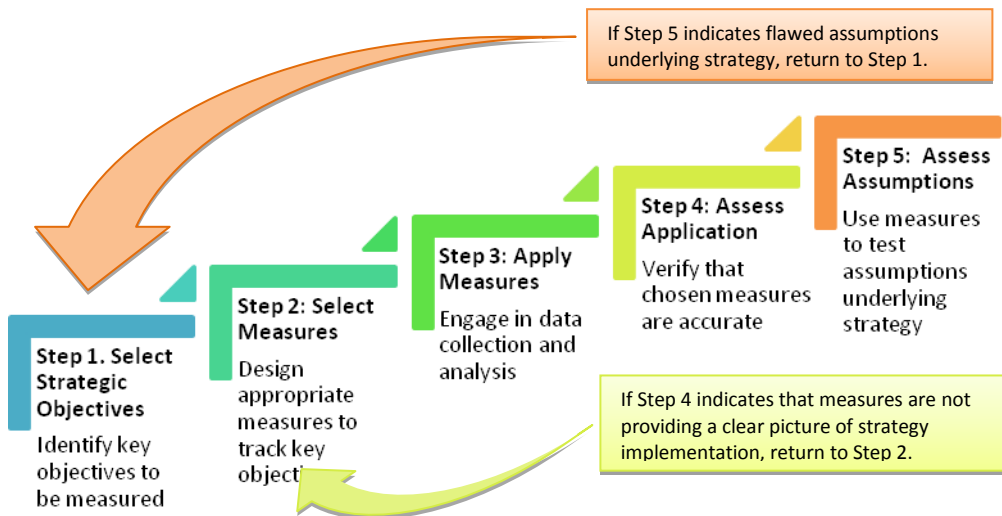 If Step 5 indicates flawed assumptions
underlying strategy, return to Step 1.
Step 1. Select
Strategic
Objectives
Identify key
objectives to
be measured
Step 2: Select
Measures
Design
appropriate
measures to
track key
Step 3: Apply
Measures
Engage in data
collection and
analysis
Step 4: Assess
Application
Verify that
chosen measures
are accurate
Step 5: Assess
Assumptions
Use measures
to test
assumptions
underlying
strategy
If Step 4 indicates that measures are not
providing a clear picture of strategy
implementation, return to Step 2.